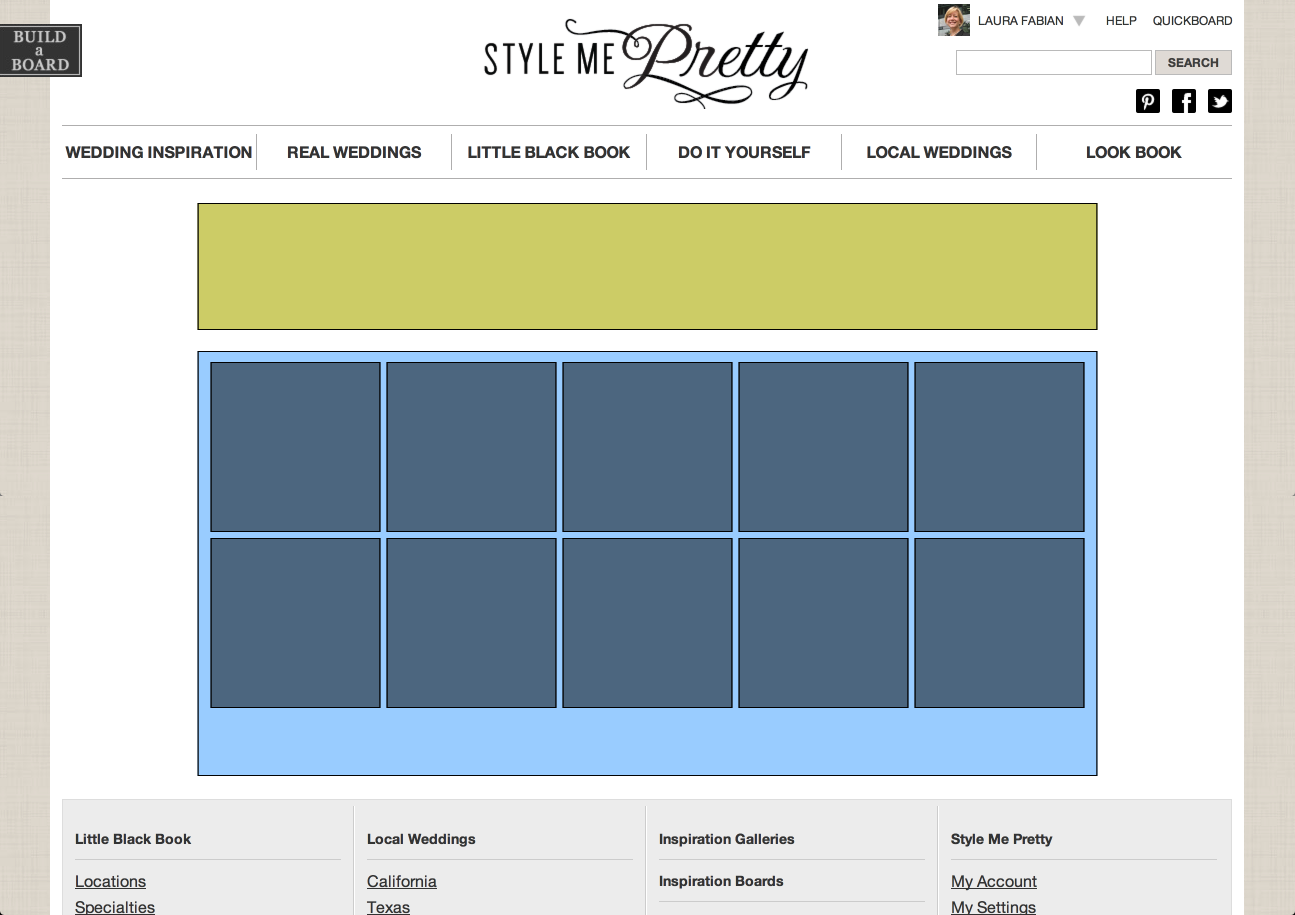 BUILD
a
BOARD
STYLE ME Pretty
LAURA FABIAN
HELP
QUICKBOARD
SEARCH
WEDDING INSPIRATION
REAL WEDDINGS
LITTLE BLACK BOOK
DO IT YOURSELF
LOCAL WEDDINGS
LOOK BOOK
Little Black Book
Locations
Specialties
Local Weddings
California
Texas
Inspiration Galleries
Inspiration Boards
Style Me Pretty
My Account
My Settings